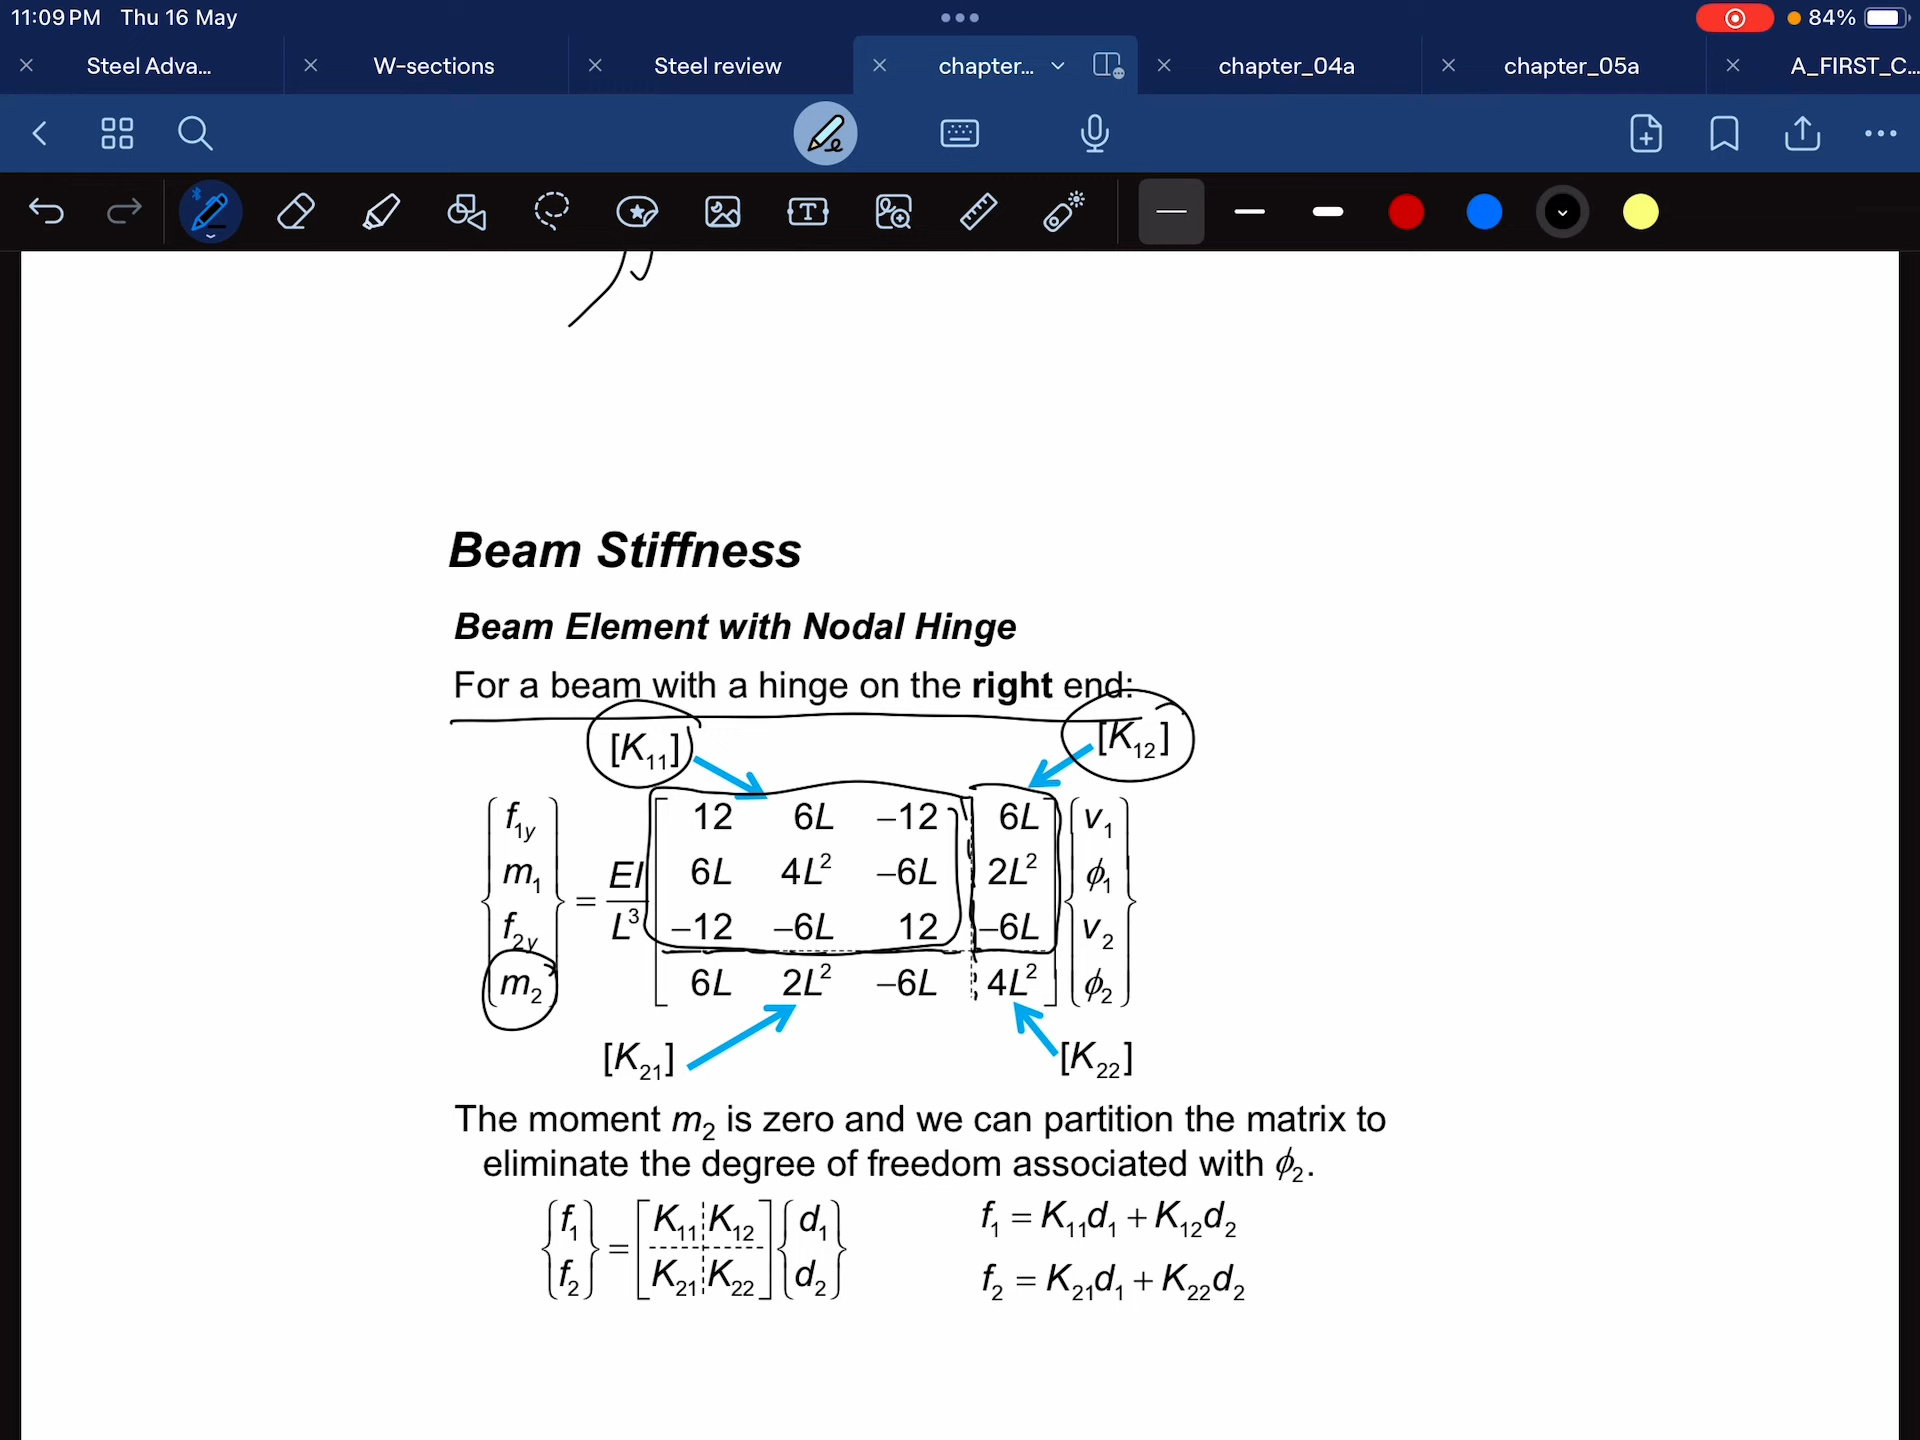 11:09 PM Thu 16 May
84%
Steel Adva...
W-sections
Steel review
chapter...
chapter_04a
chapter_05a
A_FIRST_C...
Beam Stiffness
Beam Element with Nodal Hinge
For a beam with a hinge on the right end:
[K₁₁] [K₁₂]
f₁y 12 6L −12 6L v₁
m₁ EI 6L 4L² −6L 2L² ϕ₁
= 
f₂y L³ −12 −6L 12 −6L v₂
m₂ 6L 2L² −6L 4L² ϕ₂
[K₂₁] [K₂₂]
The moment m₂ is zero and we can partition the matrix to
eliminate the degree of freedom associated with ϕ₂.
f₁ K₁₁ K₁₂ d₁ f₁ = K₁₁d₁ + K₁₂d₂
=
f₂ K₂₁ K₂₂ d₂ f₂ = K₂₁d₁ + K₂₂d₂